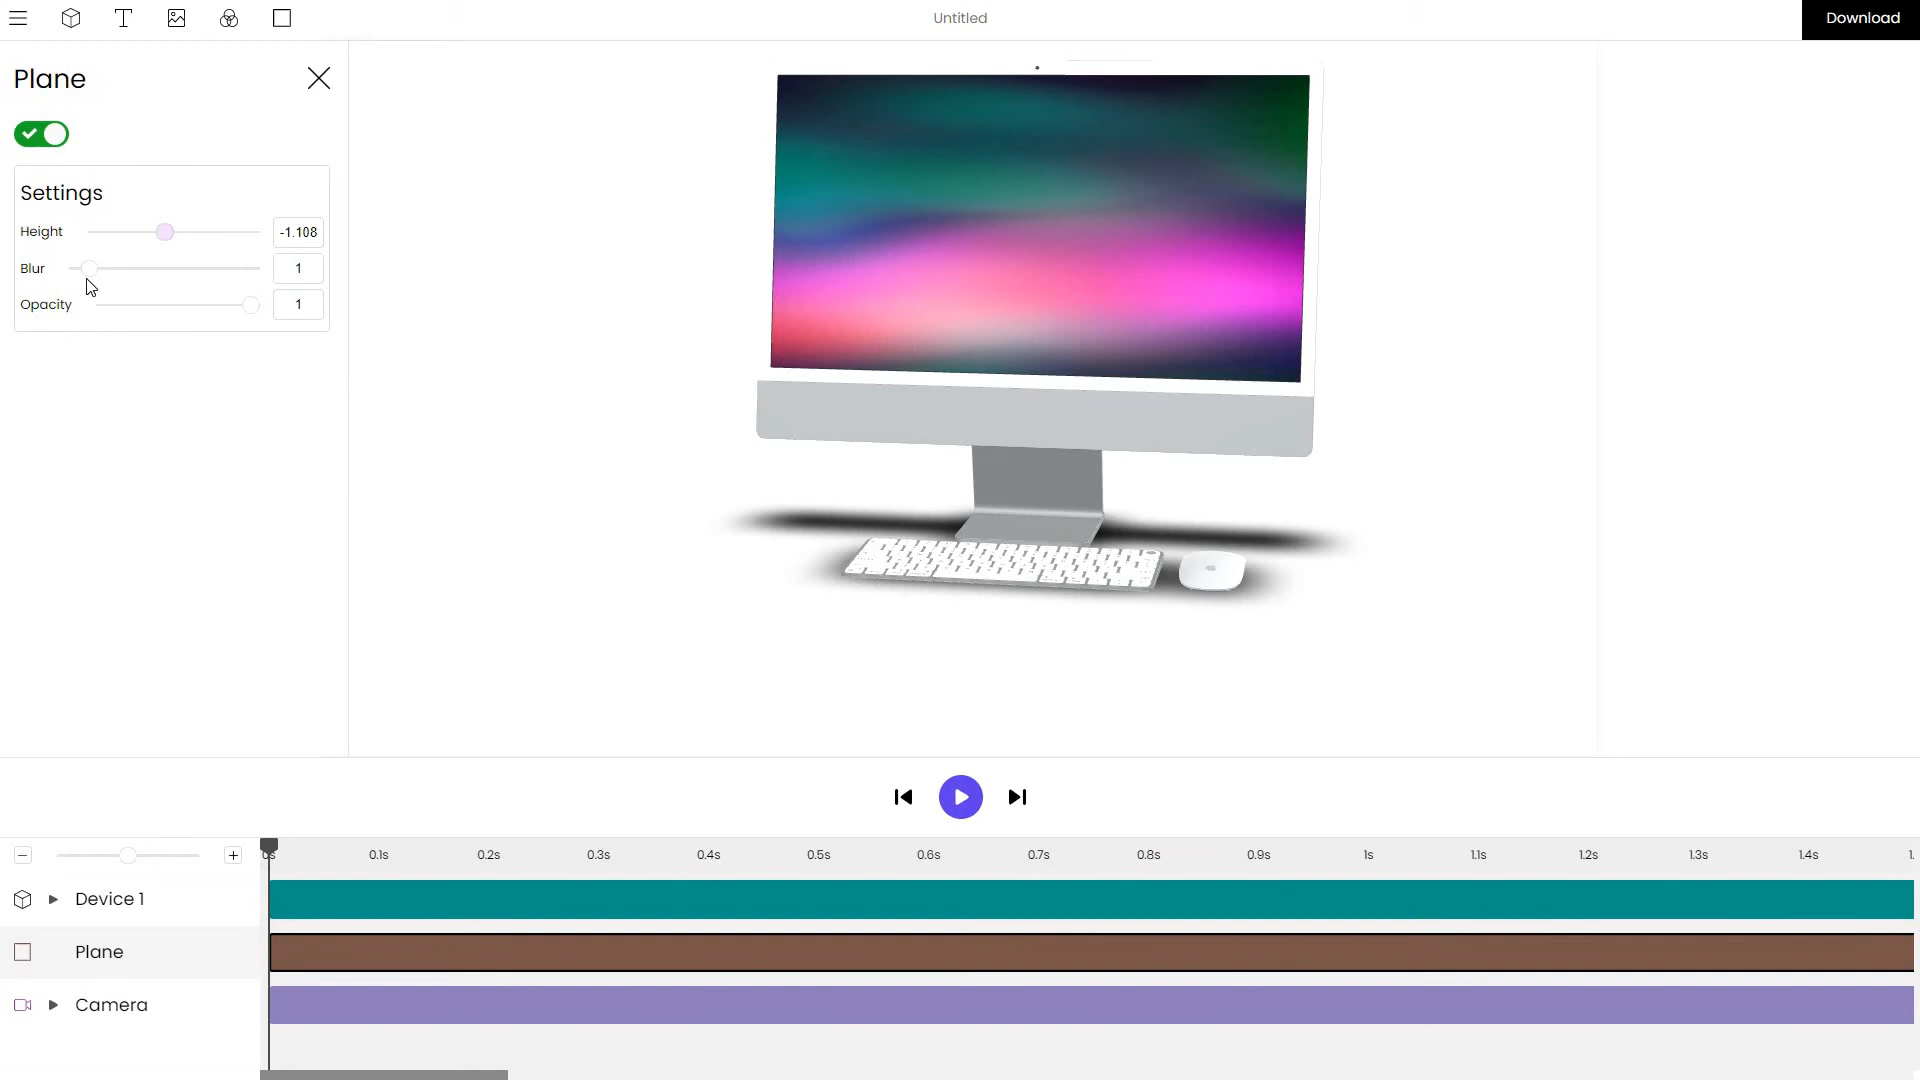 Untitled
Download
Plane
Settings
Height -1.108
Blur 1
Opacity 1
0s 0.1s 0.2s 0.3s 0.4s 0.5s 0.6s 0.7s 0.8s 0.9s 1s 1.1s 1.2s 1.3s 1.4s 1.
Device 1
Plane
Camera